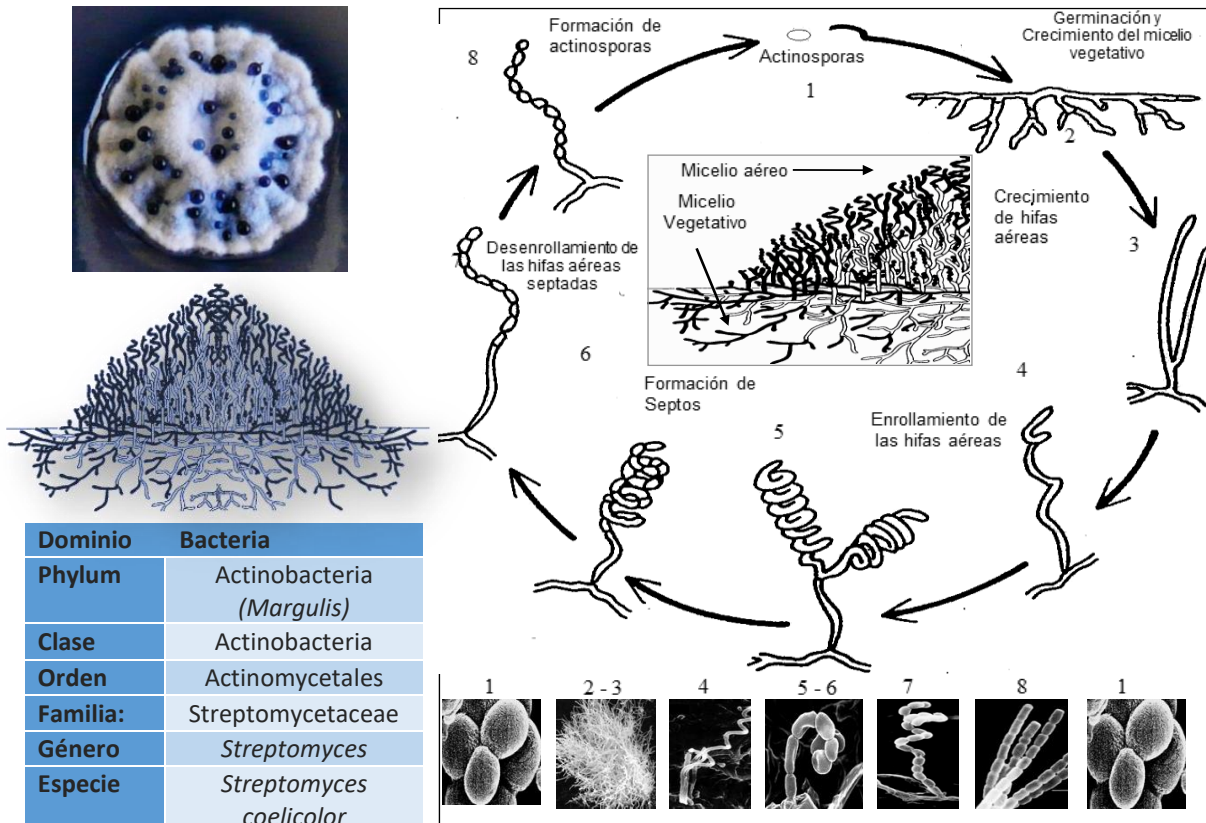 Formación de
actinosporas
8
Actinosporas
1
Germinación y
Crecimiento del micelio
vegetativo
2
Micelio aéreo
Micelio
Vegetativo
Crecimiento
de hifas
aéreas
3
7
Desenrollamiento de
las hifas aéreas
septadas
6
4
Formación de
Septos
5
Enrollamiento de
las hifas aéreas
Dominio Bacteria
Phylum Actinobacteria
(Margulis)
Clase Actinobacteria
Orden Actinomycetales
Familia: Streptomycetaceae
Género Streptomyces
Especie Streptomyces
coelicolor
1 2 - 3 4 5 - 6 7 8 1